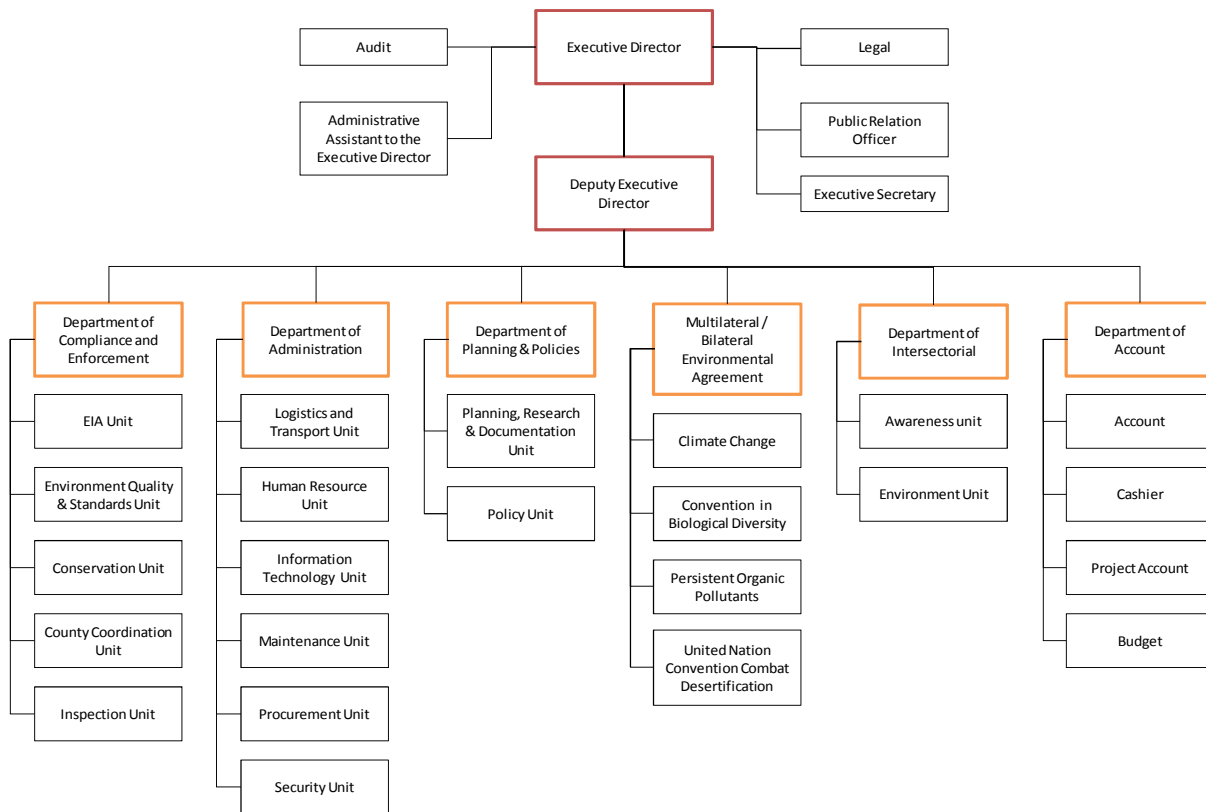 Audit
Executive Director
Legal
Administrative
Assistant to the
Executive Director
Public Relation
Officer
Deputy Executive
Director
Executive Secretary
Department of
Compliance and
Enforcement
EIA Unit
Environment Quality
& Standards Unit
Conservation Unit
County Coordination
Unit
Inspection Unit
Department of
Administration
Logistics and
Transport Unit
Human Resource
Unit
Information
Technology Unit
Maintenance Unit
Procurement Unit
Security Unit
Department of
Planning & Policies
Planning, Research
& Documentation
Unit
Policy Unit
Multilateral /
Bilateral
Environmental
Agreement
Climate Change
Convention in
Biological Diversity
Persistent Organic
Pollutants
United Nation
Convention Combat
Desertification
Department of
Intersectorial
Awareness unit
Environment Unit
Department of
Account
Account
Cashier
Project Account
Budget